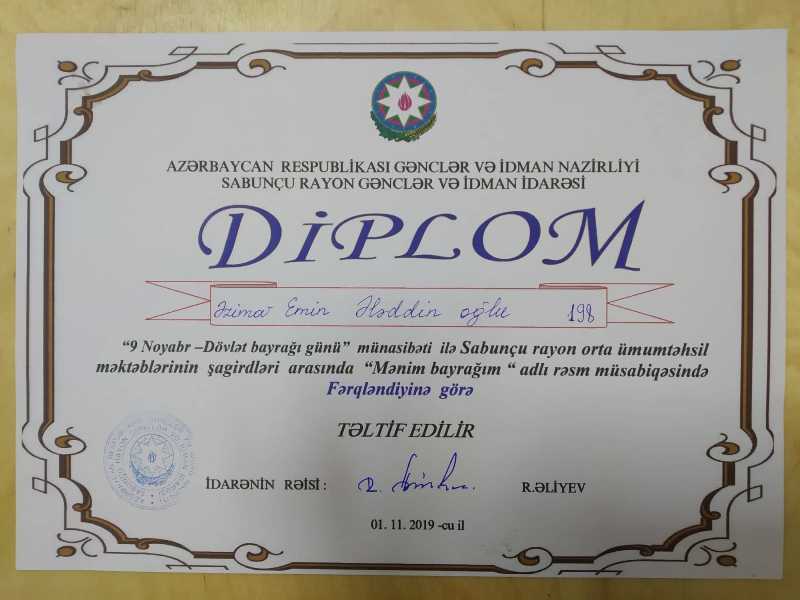 AZƏRBAYCAN RESPUBLİKASI GƏNCLƏR VƏ İDMAN NAZİRLİYİ
SABUNÇU RAYON GƏNCLƏR VƏ İDMAN İDARƏSİ
DİPLOM
Əzimov Emin Ələddin oğlu 198
“9 Noyabr –Dövlət bayrağı günü” münasibəti ilə Sabunçu rayon orta ümumtəhsil
məktəblərinin şagirdləri arasında “Mənim bayrağım “ adlı rəsm müsabiqəsində
Fərqləndiyinə görə
TƏLTİF EDİLİR
İDARƏNİN RƏİSİ : R.ƏLİYEV
01. 11. 2019 -cu il